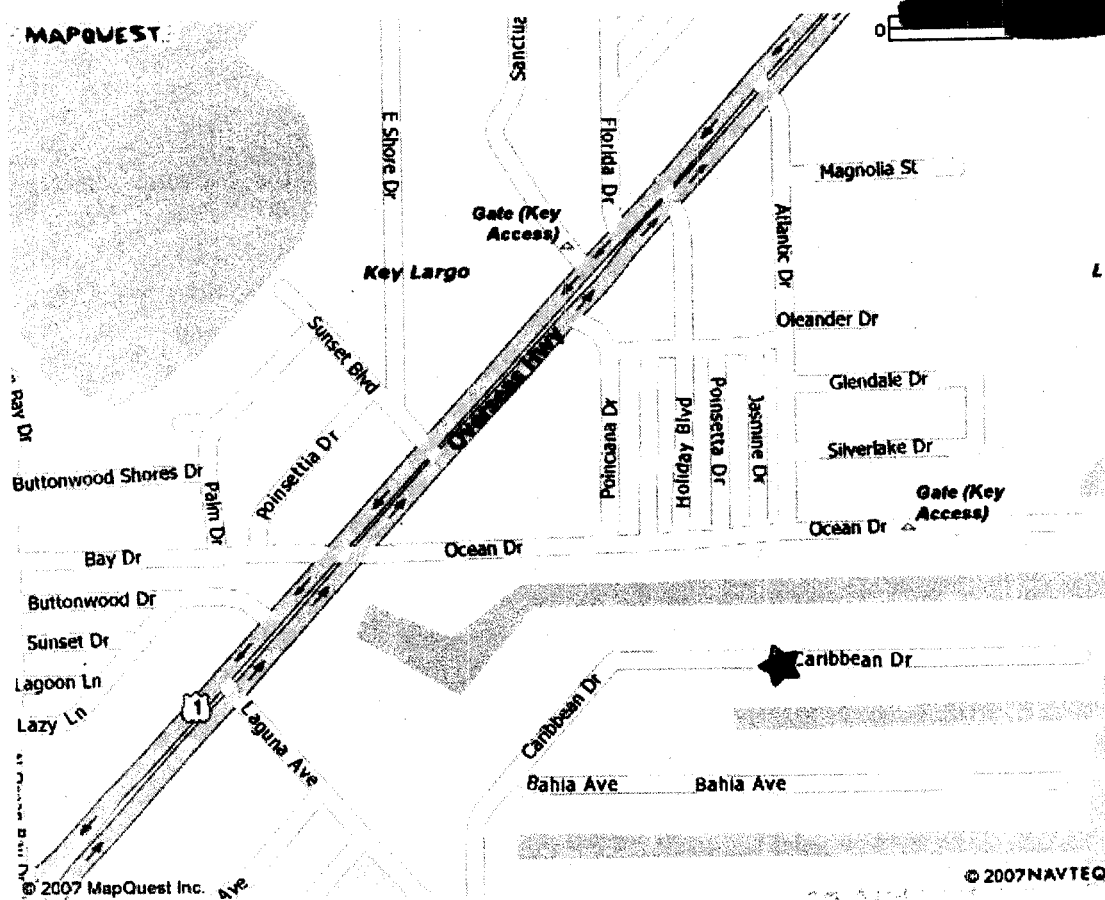 MAPQUEST
0
Sanctua
E Shore Dr
Florida Dr
Magnolia St
Gate (Key
Access)
Atlantic Dr
Key Largo
L
Oleander Dr
Sunset Blvd
Overseas Hwy
Glendale Dr
Ray Dr
Poinciana Dr
Holiday Blvd
Poinsetta Dr
Jasmine Dr
Silverlake Dr
Buttonwood Shores Dr
Palm Dr
Poinsettia Dr
Gate (Key
Access)
Ocean Dr
Ocean Dr
Bay Dr
Buttonwood Dr
Sunset Dr
Caribbean Dr
Lagoon Ln
1
Lazy Ln
Laguna Ave
Caribbean Dr
Bahia Ave
Bahia Ave
© 2007 MapQuest Inc.
Ave
© 2007 NAVTEQ